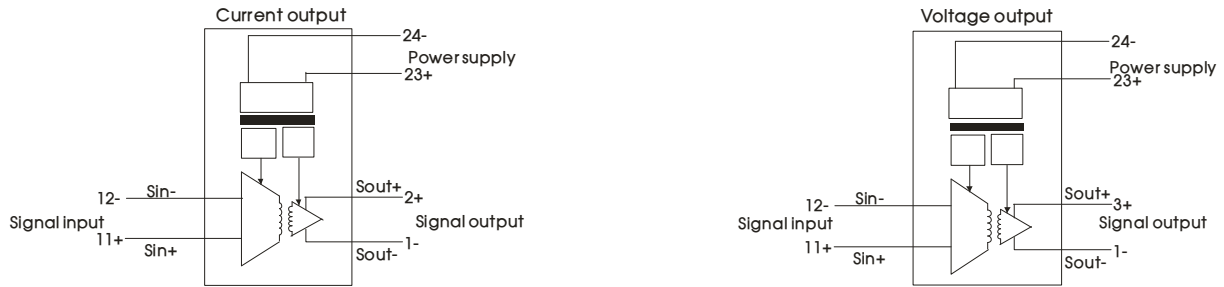 Current output
24-
Power supply
23+
12-
Sin-
Signal input
11+
Sin+
Sout+
2+
Signal output
1-
Sout-
Voltage output
24-
Power supply
23+
12-
Sin-
Signal input
11+
Sin+
Sout+
3+
Signal output
1-
Sout-